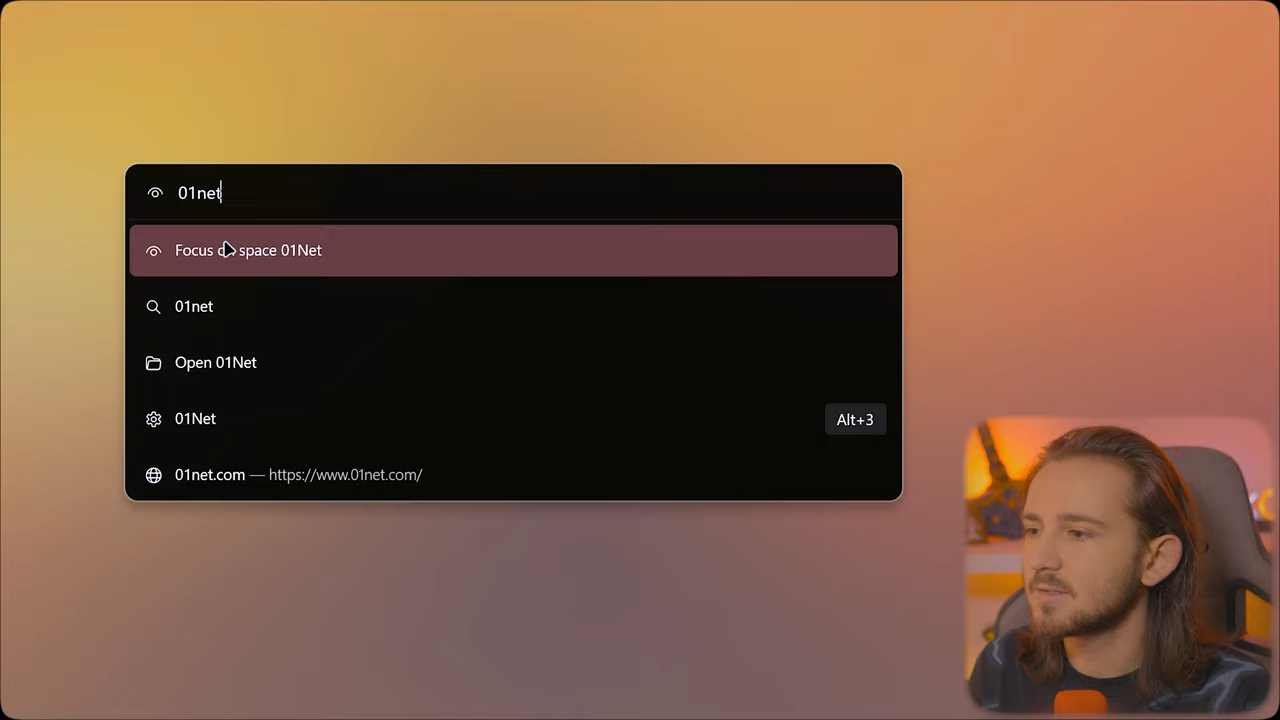 01net
Focus space 01Net
01net
Open 01Net
01Net
Alt+3
01net.com — https://www.01net.com/